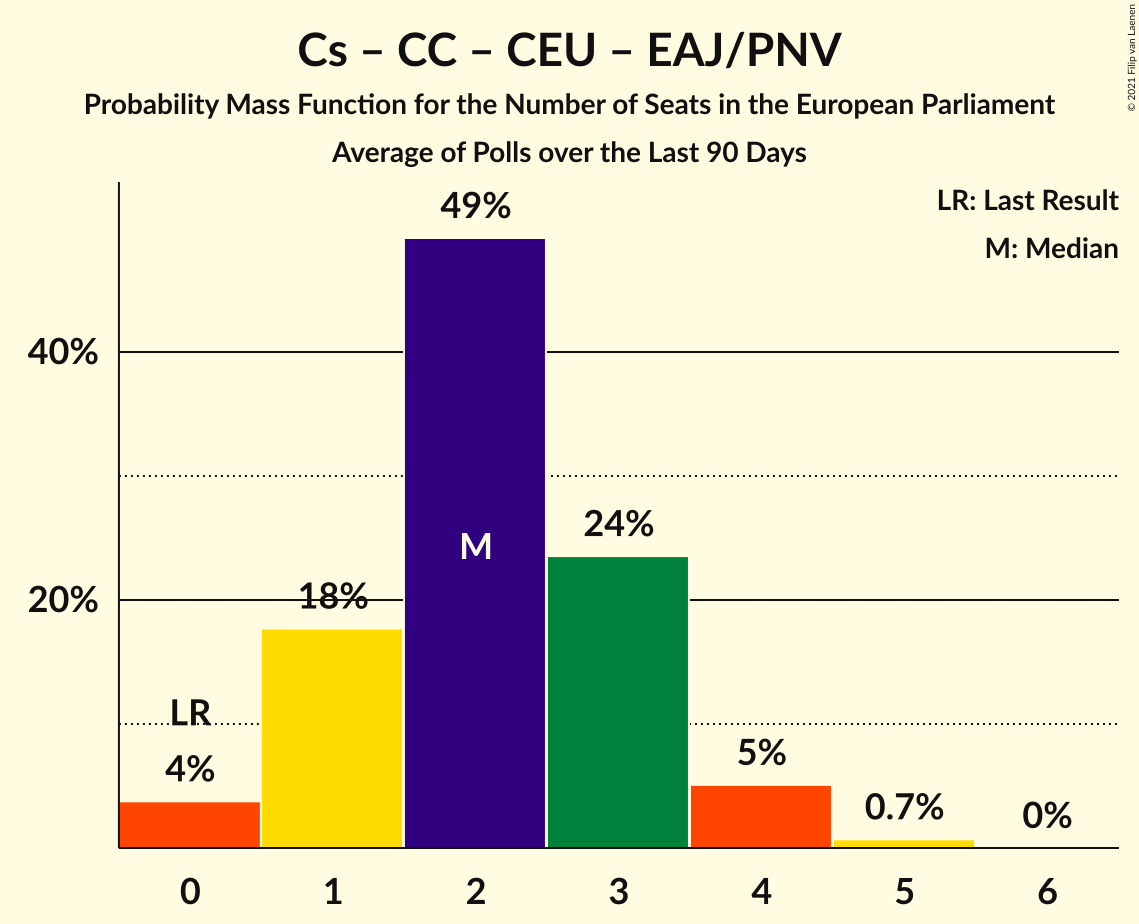 Cs – CC – CEU – EAJ/PNV
Probability Mass Function for the Number of Seats in the European Parliament
Average of Polls over the Last 90 Days
© 2021 Filip van Laenen
LR: Last Result
M: Median
49%
40%
24%
M
20%
18%
LR
4%
5%
0.7%
0%
0 1 2 3 4 5 6